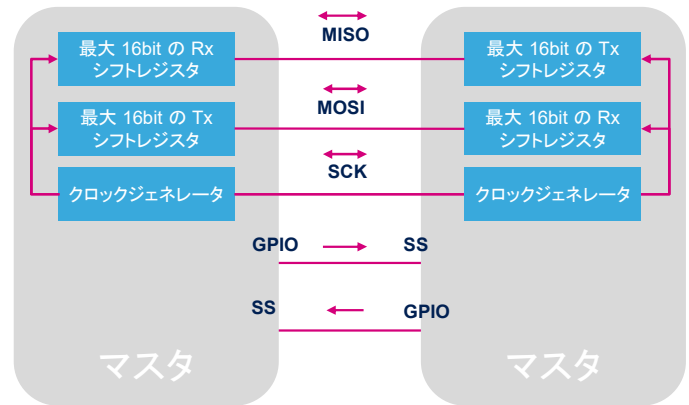 MISO
最大 16bit の Rx
シフトレジスタ
最大 16bit の Tx
シフトレジスタ
MOSI
最大 16bit の Tx
シフトレジスタ
最大 16bit の Rx
シフトレジスタ
SCK
クロックジェネレータ
クロックジェネレータ
GPIO
SS
SS
GPIO
マスタ
マスタ